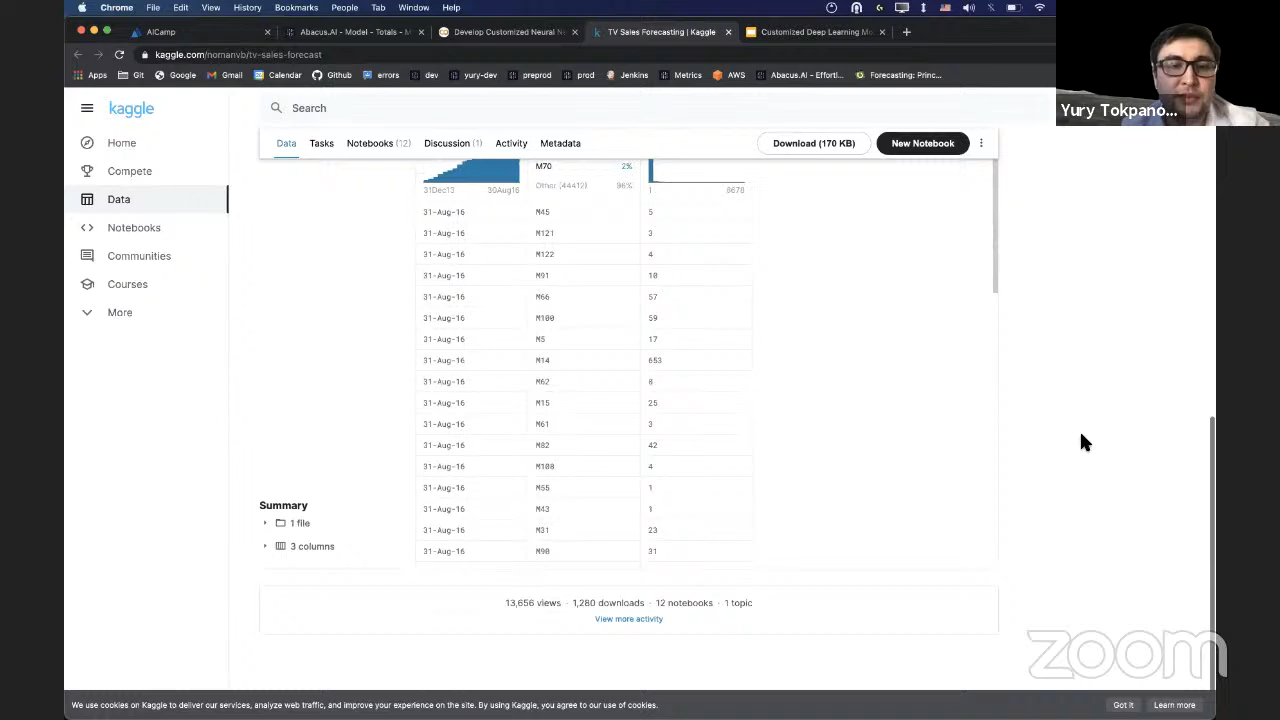 Chrome File Edit View History Bookmarks People Tab Window Help
AICamp
Abacus.AI - Model - Totals - M
Develop Customized Neural N
TV Sales Forecasting | Kaggle
Customized Deep Learning Mo
kaggle.com/nomanvb/tv-sales-forecast
Apps Git Google Gmail Calendar Github errors dev yury-dev preprod prod Jenkins Metrics AWS Abacus.AI - Effortl... Forecasting: Princ...
Yury Tokpano...
kaggle
Search
Home
Compete
Data
Notebooks
Communities
Courses
More
Data Tasks Notebooks (12) Discussion (1) Activity Metadata Download (170 KB) New Notebook
M70 2%
Other (44412) 96%
31Dec13 30Aug16 1 8678
31-Aug-16 M45 5
31-Aug-16 M121 3
31-Aug-16 M122 4
31-Aug-16 M91 10
31-Aug-16 M66 57
31-Aug-16 M100 59
31-Aug-16 M5 17
31-Aug-16 M14 653
31-Aug-16 M62 8
31-Aug-16 M15 25
31-Aug-16 M61 3
31-Aug-16 M82 42
31-Aug-16 M108 4
31-Aug-16 M55 1
31-Aug-16 M43 1
31-Aug-16 M31 23
31-Aug-16 M90 31
Summary
1 file
3 columns
13,656 views · 1,280 downloads · 12 notebooks · 1 topic
View more activity
zoom
We use cookies on Kaggle to deliver our services, analyze web traffic, and improve your experience on the site. By using Kaggle, you agree to our use of cookies.
Got it
Learn more